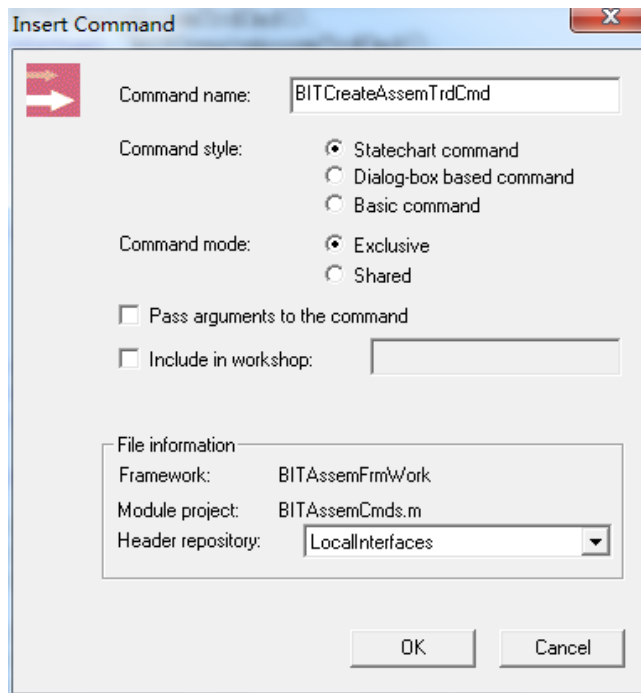 Insert Command
Command name: BITCreateAssemTrdCmd
Command style: Statechart command
Dialog-box based command
Basic command
Command mode: Exclusive
Shared
Pass arguments to the command
Include in workshop:
File information
Framework: BITAssemFrmWork
Module project: BITAssemCmds.m
Header repository: LocalInterfaces
OK Cancel